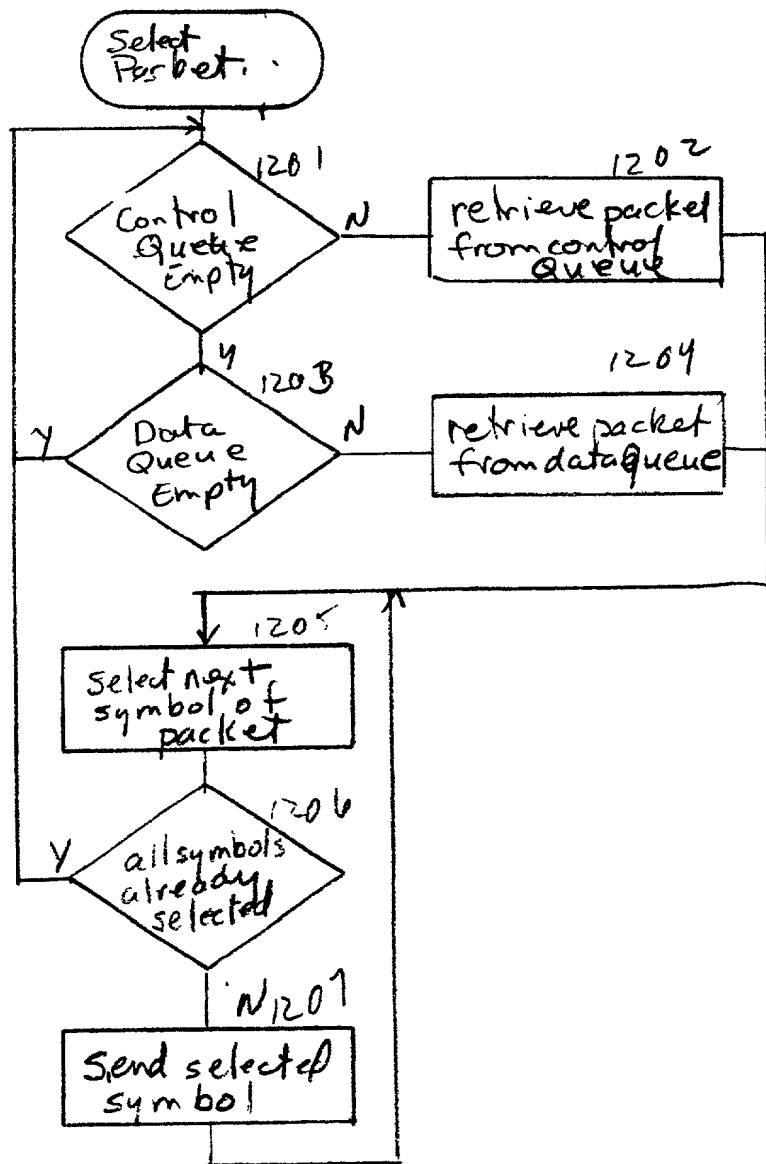 Select
Packet.
1201
Control
Queue
Empty
N
1202
retrieve packet
from control
Queue
Y
1203
Data
Queue
Empty
Y
N
1204
retrieve packet
from data Queue
1205
select next
symbol of
packet
1206
all symbols
already
selected
Y
N
1207
Send selected
symbol